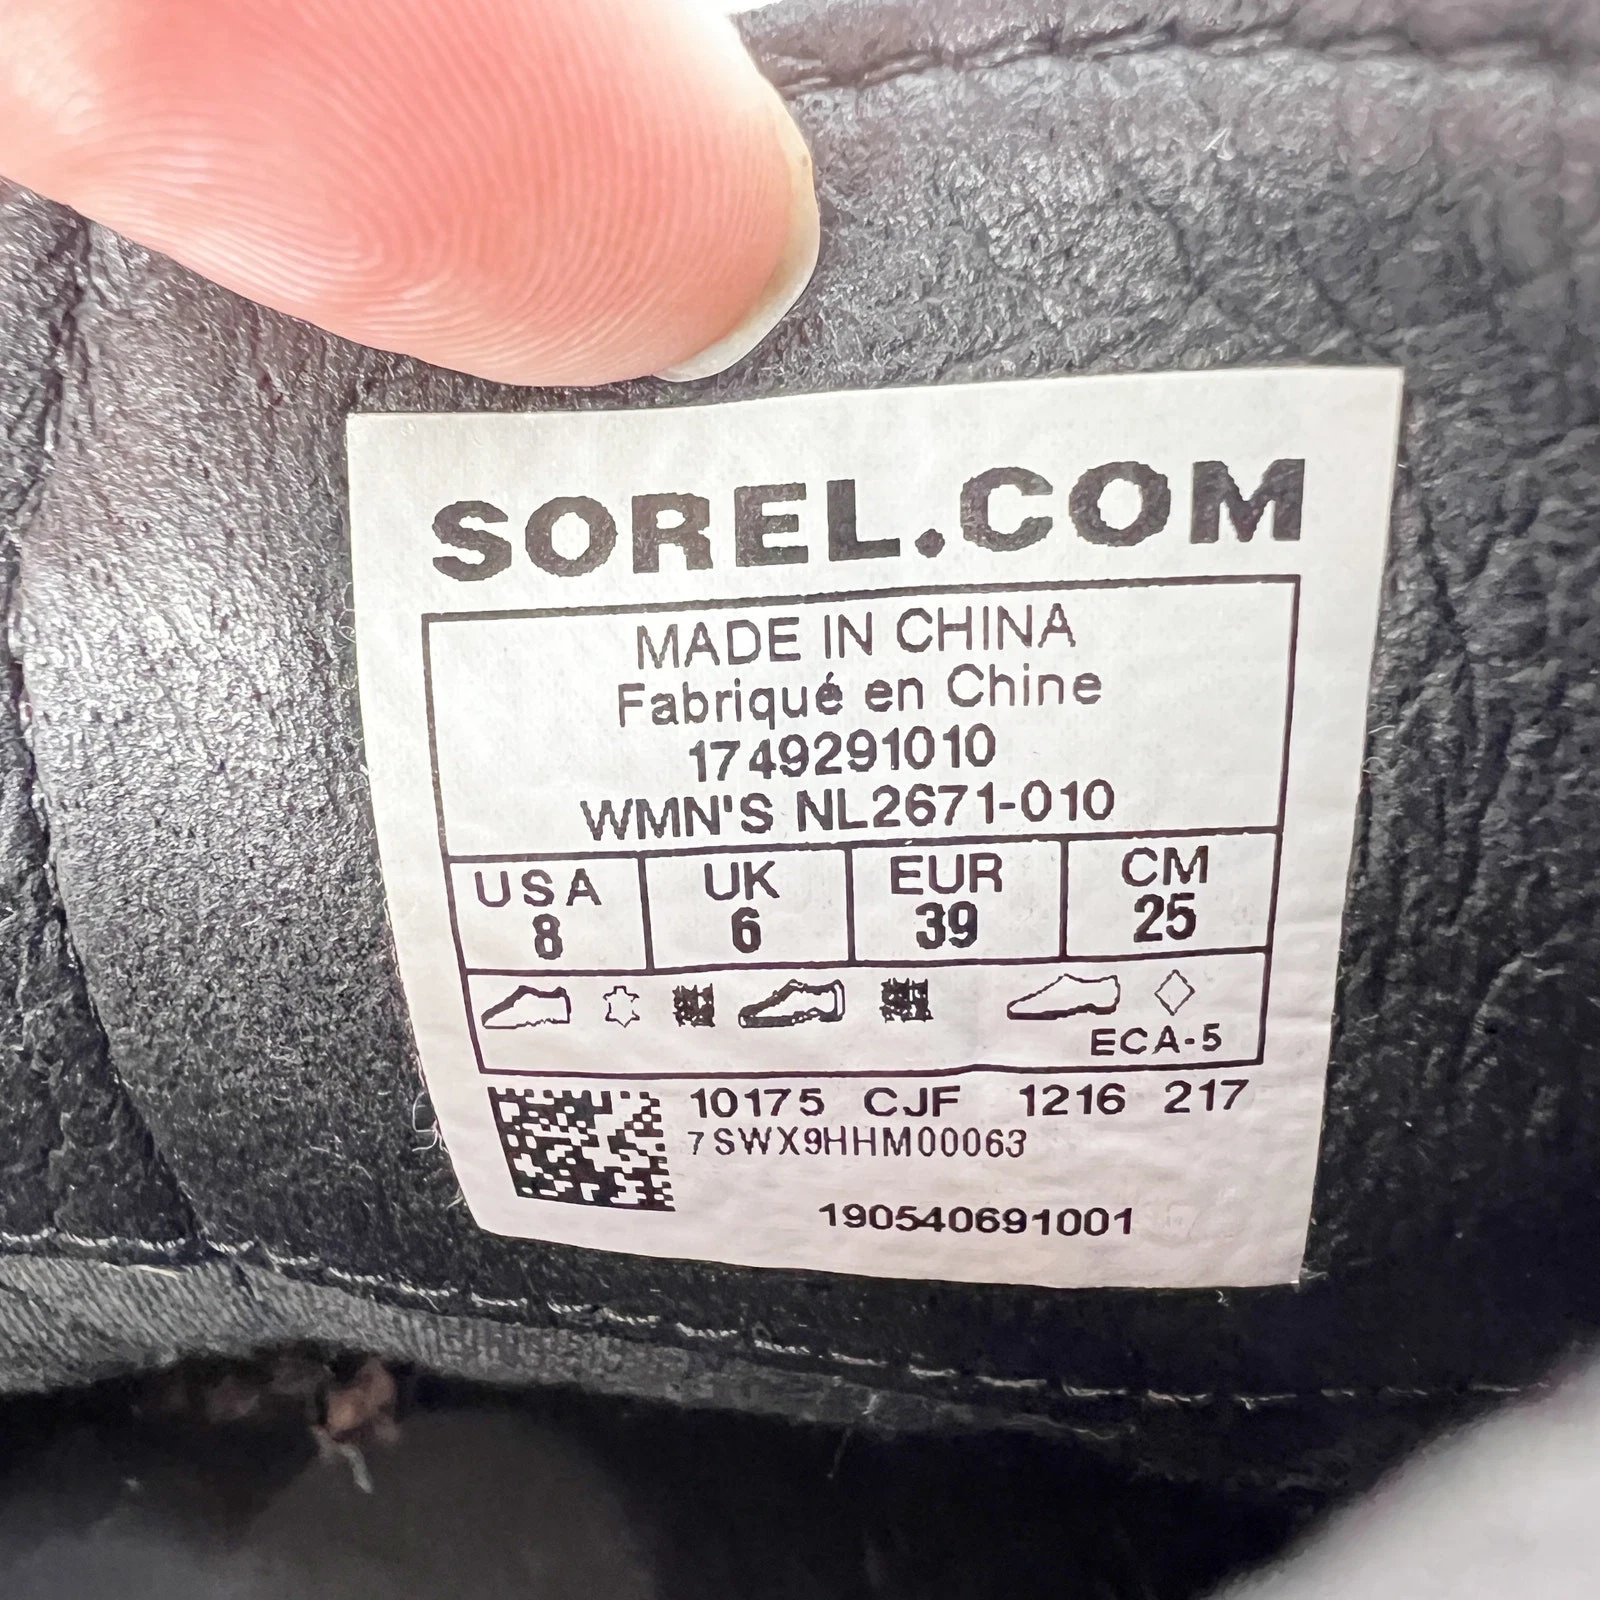 SOREL.COM
MADE IN CHINA
Fabriqué en Chine
1749291010
WMN'S NL2671-010
USA UK EUR CM
8 6 39 25
ECA-5
10175 CJF 1216 217
7SWX9HHM00063
190540691001